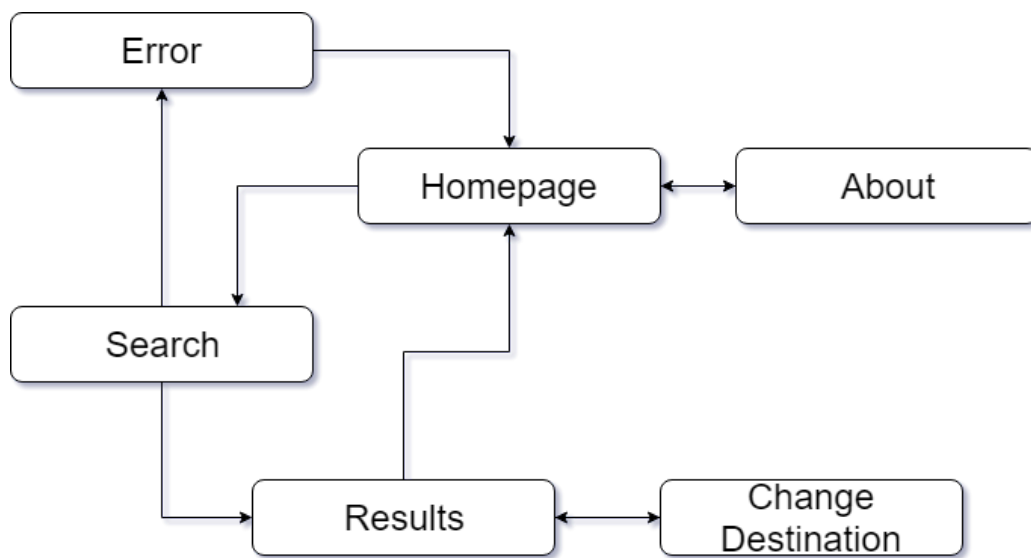 Error
Homepage
About
Search
Results
Change
Destination